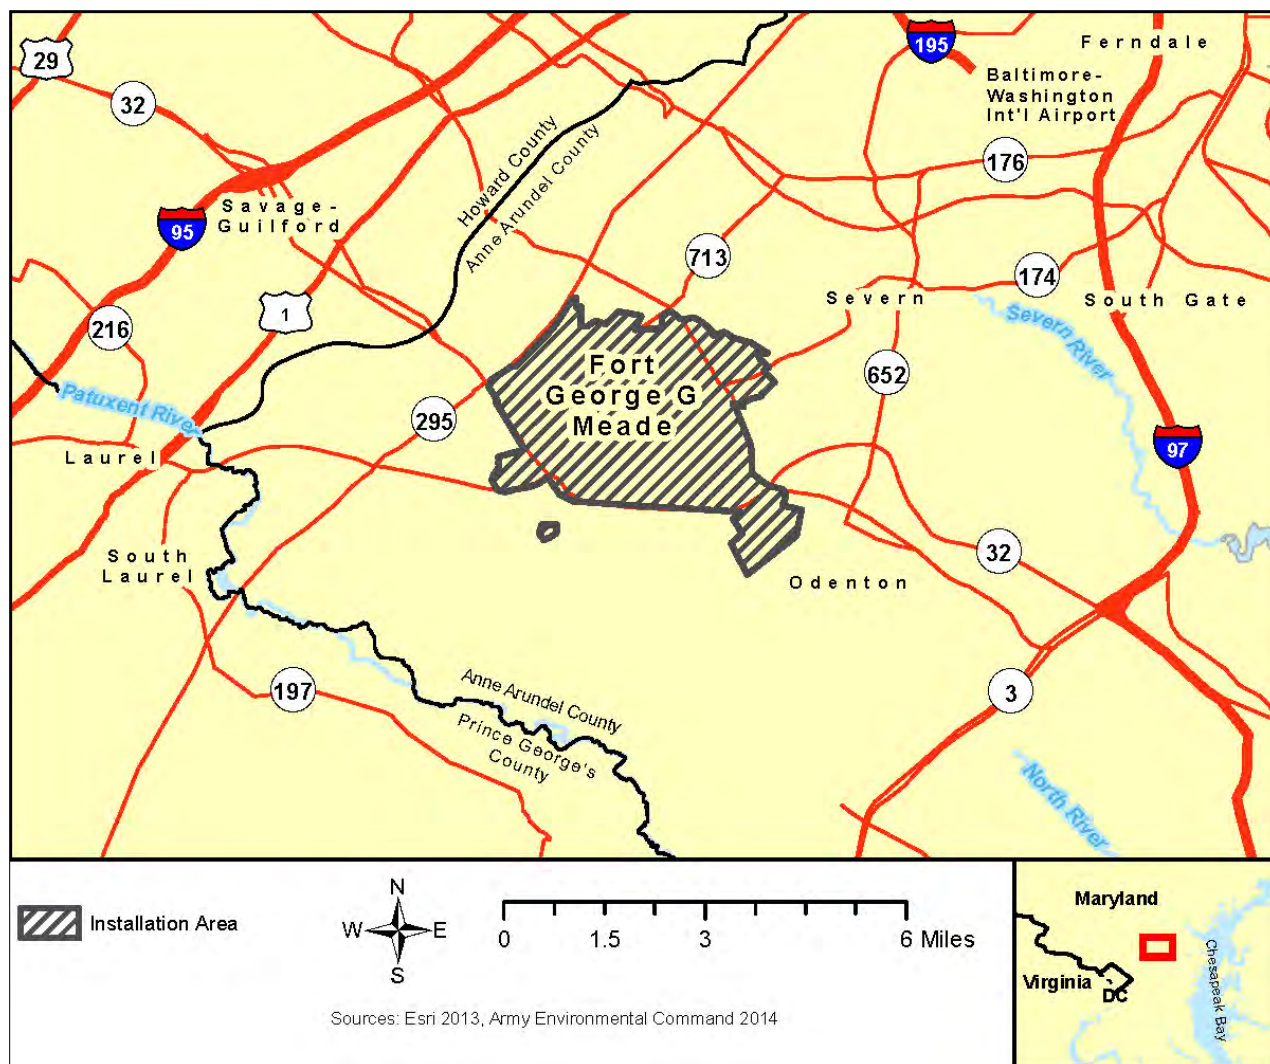 29
32
195
Ferndale
Baltimore-
Washington
Int'l Airport
176
Howard County
Anne Arundel County
Savage-
Guilford
95
713
174
Severn
South Gate
Severn River
216
1
Fort
George G
Meade
652
Patuxent River
295
97
Laurel
South
Laurel
32
Odenton
197
3
Anne Arundel County
Prince George's
County
North River
Installation Area
N
W
E
S
0
1.5
3
6 Miles
Sources: Esri 2013, Army Environmental Command 2014
Maryland
Virginia
DC
Chesapeak Bay